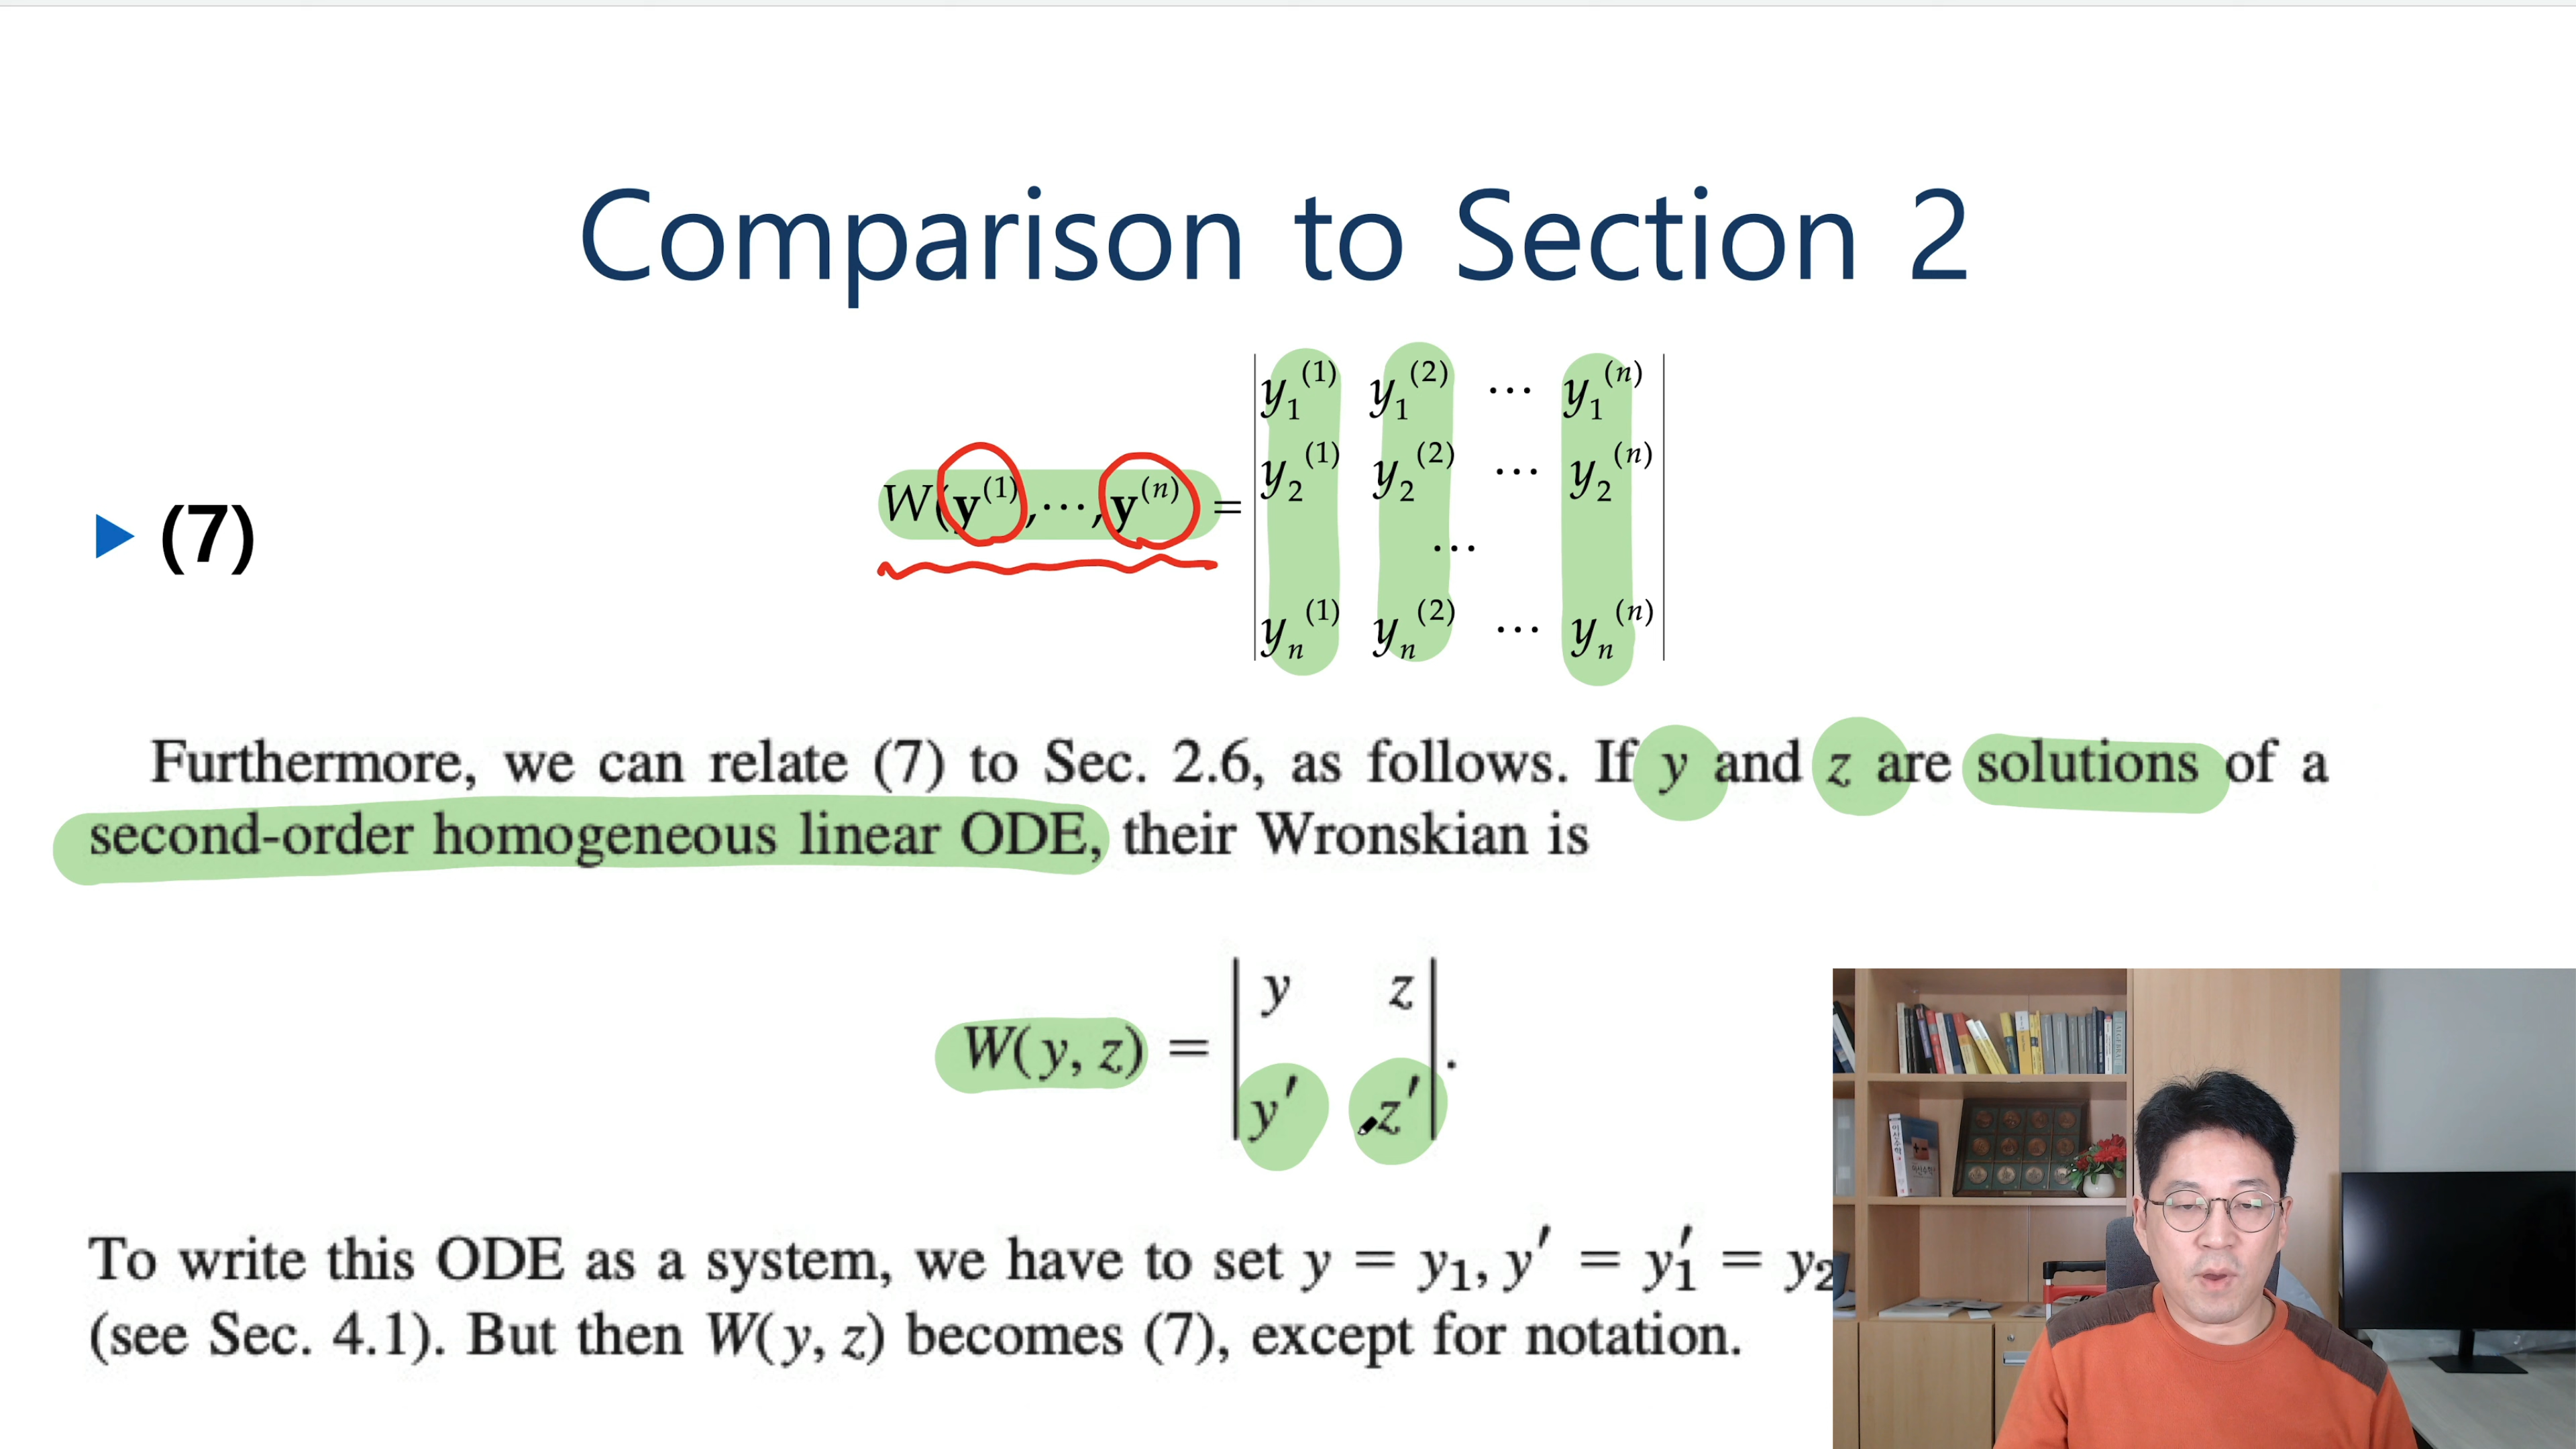 Comparison to Section 2
▶ (7) W(y⁽¹⁾, ⋯, y⁽ⁿ⁾) =
y₁⁽¹⁾ y₁⁽²⁾ ⋯ y₁⁽ⁿ⁾
y₂⁽¹⁾ y₂⁽²⁾ ⋯ y₂⁽ⁿ⁾
⋯
yₙ⁽¹⁾ yₙ⁽²⁾ ⋯ yₙ⁽ⁿ⁾
Furthermore, we can relate (7) to Sec. 2.6, as follows. If y and z are solutions of a
second-order homogeneous linear ODE, their Wronskian is
y z
W(y, z) = .
y′ z′
To write this ODE as a system, we have to set y = y₁, y′ = y₁′ = y₂
(see Sec. 4.1). But then W(y, z) becomes (7), except for notation.